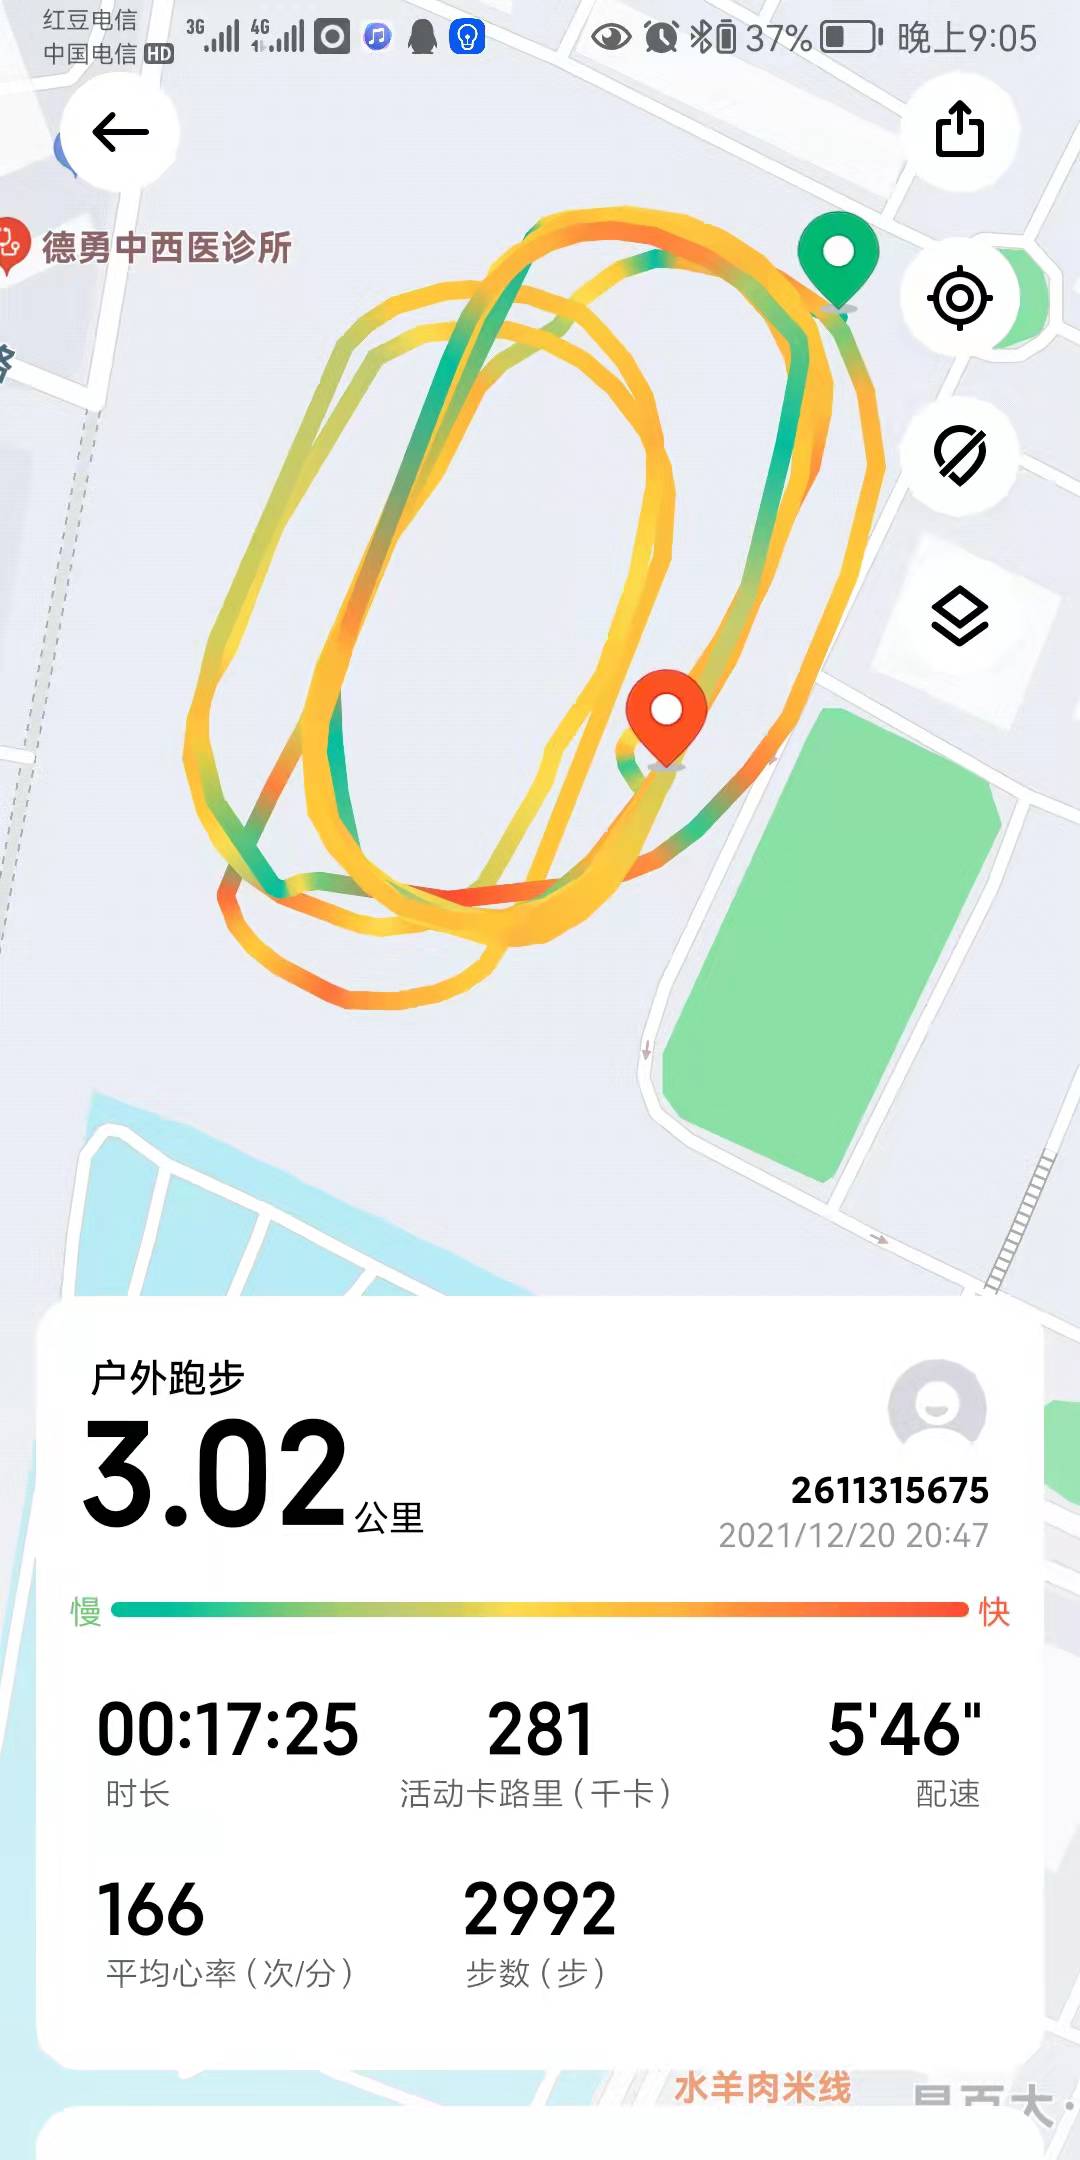 红豆电信
中国电信 HD
3G
4G
37%
晚上9:05
德勇中西医诊所
户外跑步
3.02公里
2611315675
2021/12/20 20:47
慢
快
00:17:25
281
5'46"
时长
活动卡路里(千卡)
配速
166
2992
平均心率(次/分)
步数(步)
水羊肉米线